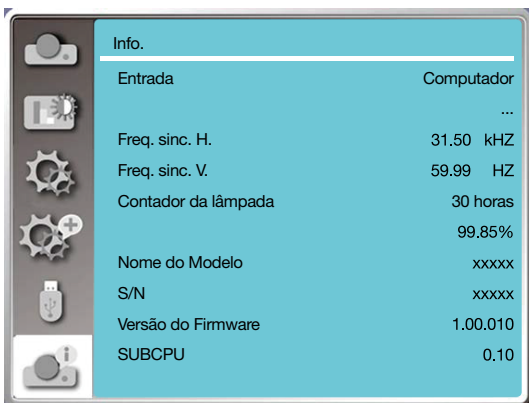 Info.
Entrada Computador
...
Freq. sinc. H. 31.50 kHZ
Freq. sinc. V. 59.99 HZ
Contador da lâmpada 30 horas
99.85%
Nome do Modelo xxxxx
S/N xxxxx
Versão do Firmware 1.00.010
SUBCPU 0.10